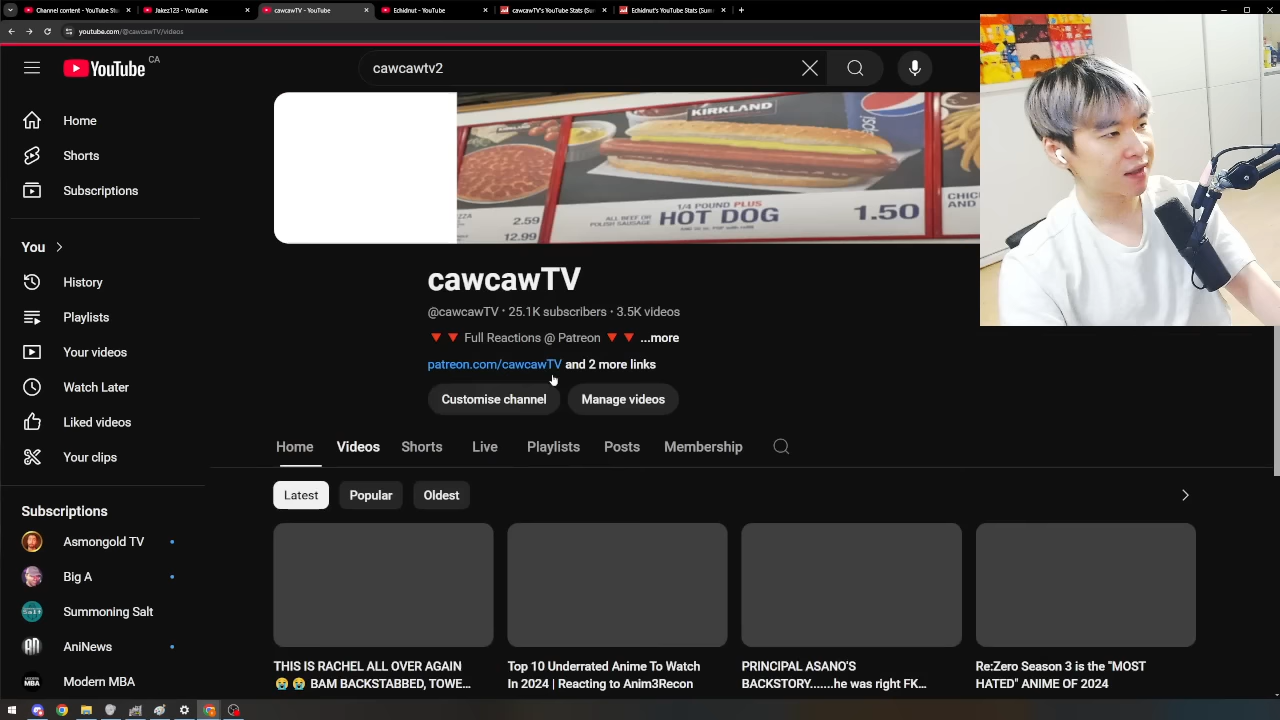 Channel content - YouTube Stu
Jakez123 - YouTube
cawcawTV - YouTube
Echidnut - YouTube
cawcawTV's YouTube Stats (Sum
Echidnut's YouTube Stats (Sum
youtube.com/@cawcawTV/videos
YouTube CA
cawcawtv2
Home
Shorts
Subscriptions
You
History
Playlists
Your videos
Watch Later
Liked videos
Your clips
Subscriptions
Asmongold TV
Big A
Summoning Salt
AniNews
Modern MBA
KIRKLAND
pepsi
1/4 POUND PLUS
ALL BEEF OR
POLISH SAUSAGE
HOT DOG
1.50
2.59
12.99
CHIC
AND
cawcawTV
@cawcawTV · 25.1K subscribers · 3.5K videos
🔻🔻 Full Reactions @ Patreon 🔻🔻 ...more
patreon.com/cawcawTV and 2 more links
Customise channel
Manage videos
Home
Videos
Shorts
Live
Playlists
Posts
Membership
Latest
Popular
Oldest
THIS IS RACHEL ALL OVER AGAIN
😭😭 BAM BACKSTABBED, TOWE...
Top 10 Underrated Anime To Watch
In 2024 | Reacting to Anim3Recon
PRINCIPAL ASANO'S
BACKSTORY.......he was right FK...
Re:Zero Season 3 is the "MOST
HATED" ANIME OF 2024